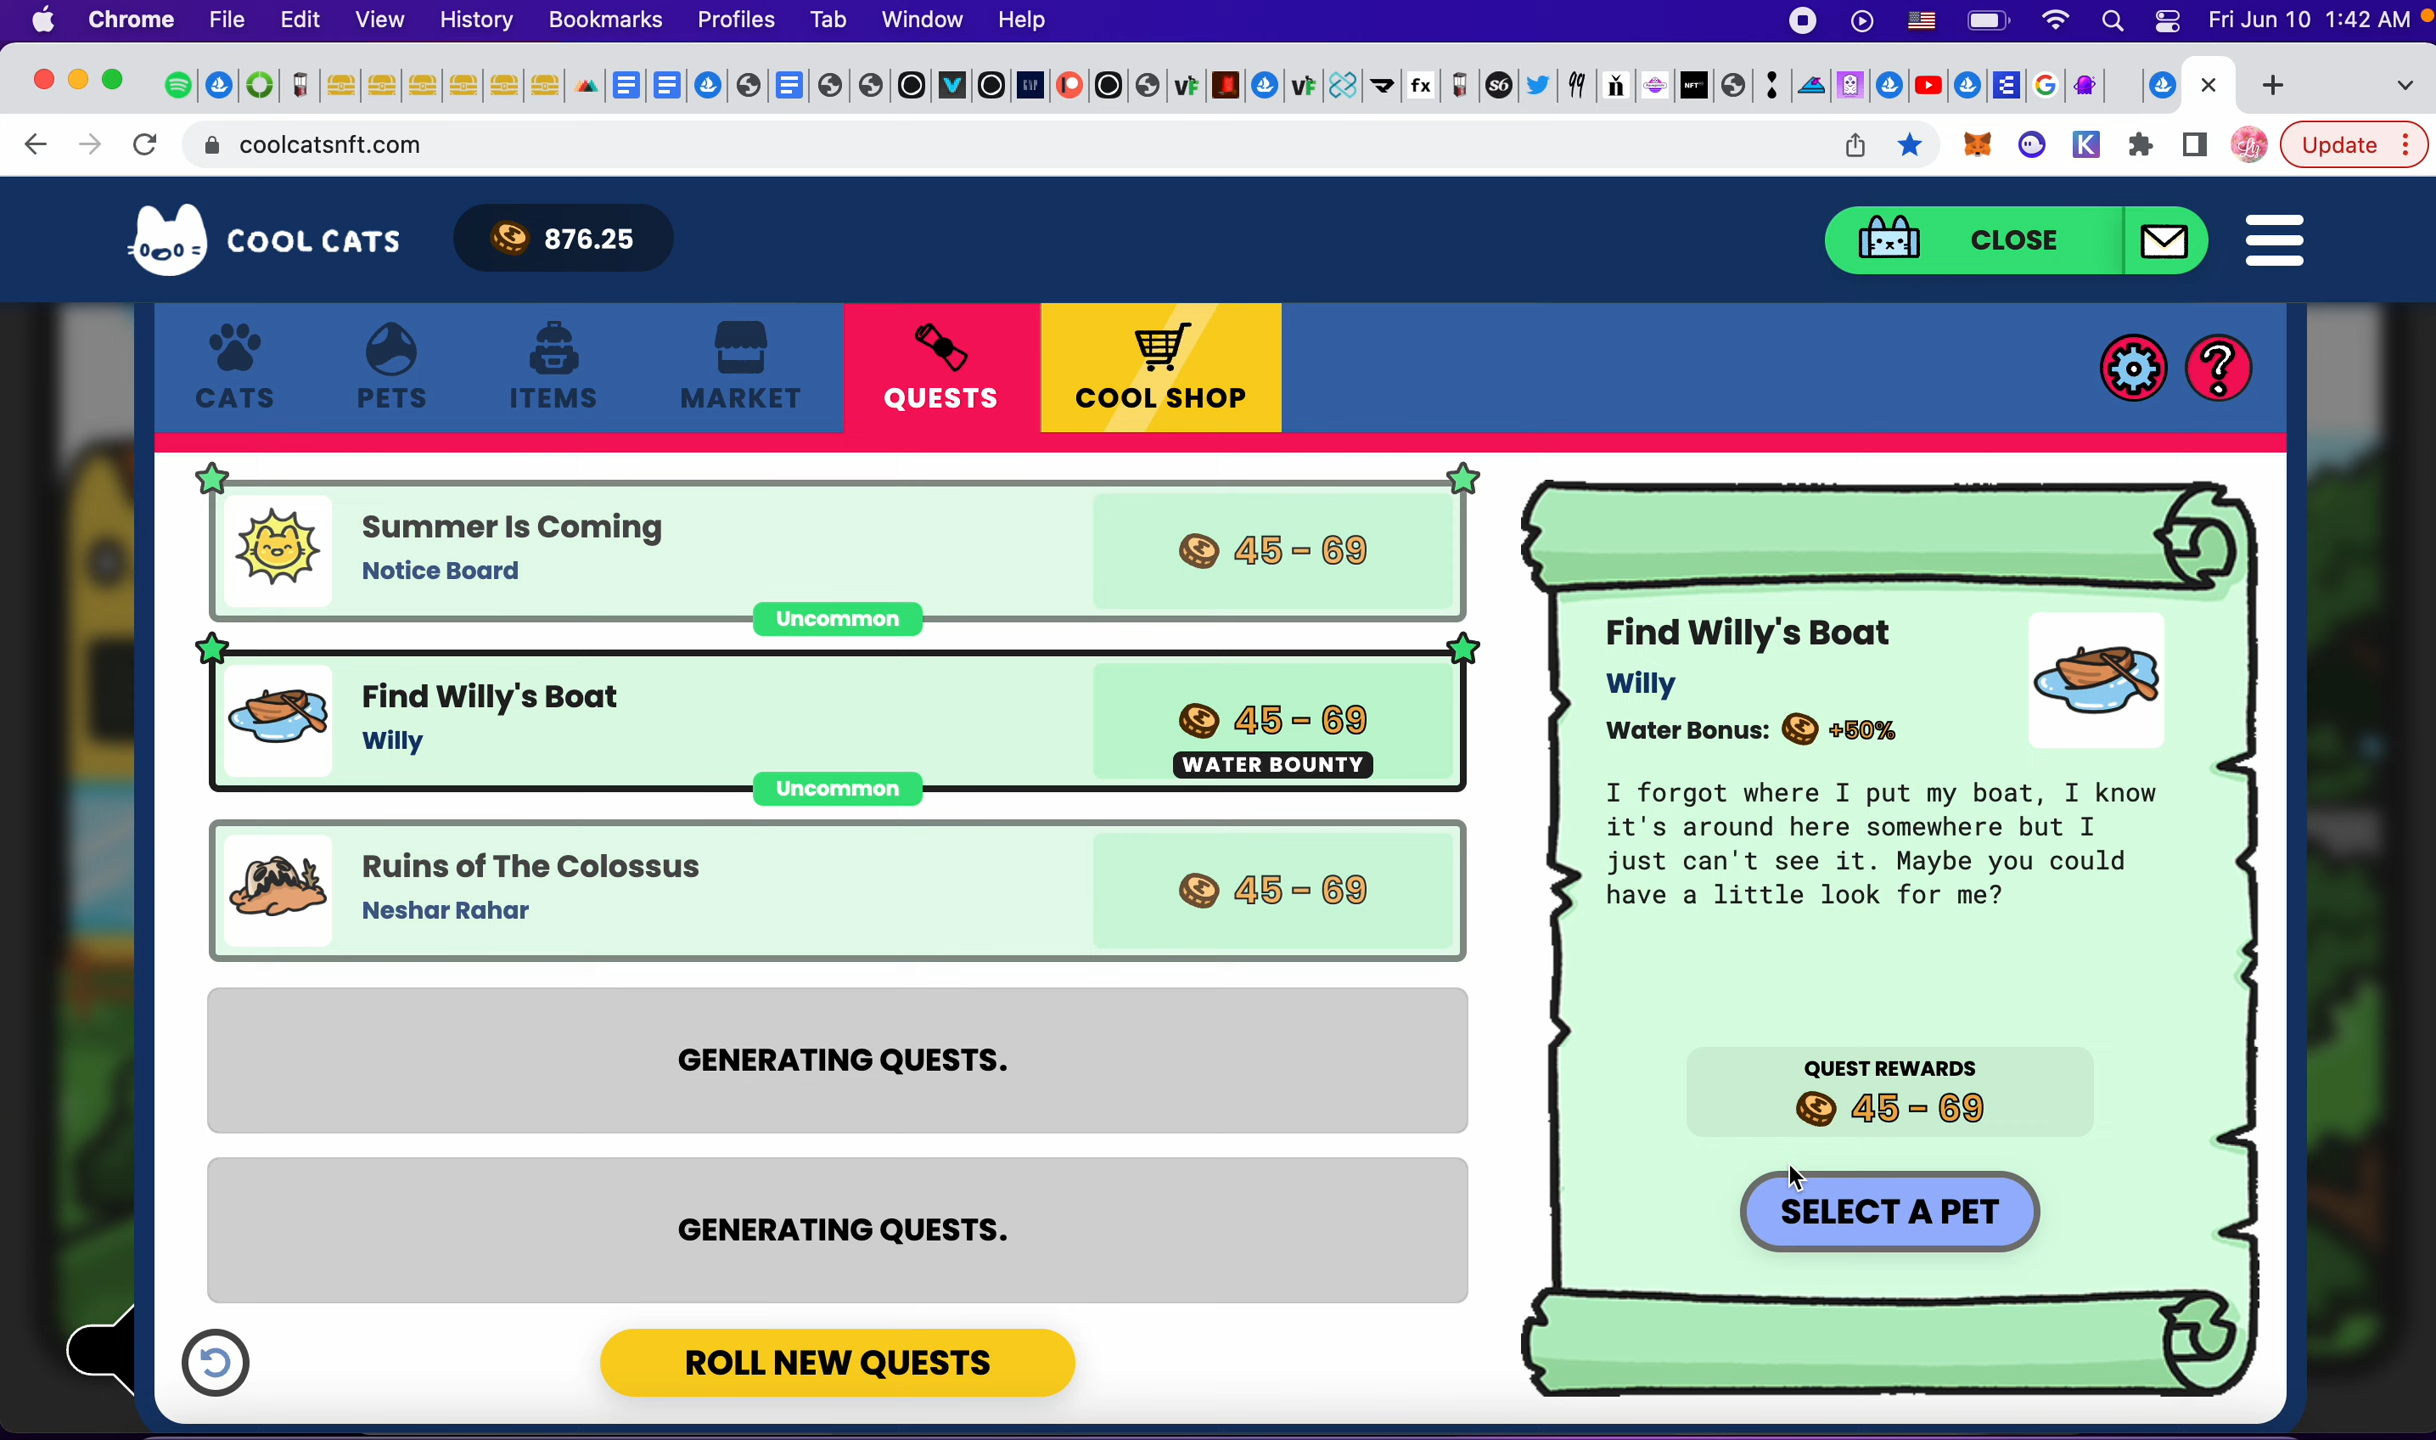 Chrome File Edit View History Bookmarks Profiles Tab Window Help Fri Jun 10 1:42 AM
coolcatsnft.com Update
COOL CATS 876.25 CLOSE
CATS PETS ITEMS MARKET QUESTS COOL SHOP
Summer Is Coming
Notice Board
45 – 69
Uncommon
Find Willy's Boat
Willy
45 – 69
WATER BOUNTY
Uncommon
Ruins of The Colossus
Neshar Rahar
45 – 69
GENERATING QUESTS.
GENERATING QUESTS.
ROLL NEW QUESTS
Find Willy's Boat
Willy
Water Bonus: +50%
I forgot where I put my boat, I know
it's around here somewhere but I
just can't see it. Maybe you could
have a little look for me?
QUEST REWARDS
45 – 69
SELECT A PET